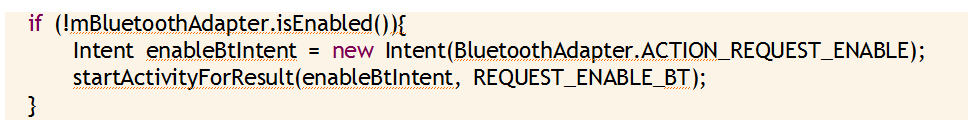 if (!mBluetoothAdapter.isEnabled()){
    Intent enableBtIntent = new Intent(BluetoothAdapter.ACTION_REQUEST_ENABLE);
    startActivityForResult(enableBtIntent, REQUEST_ENABLE_BT);
}